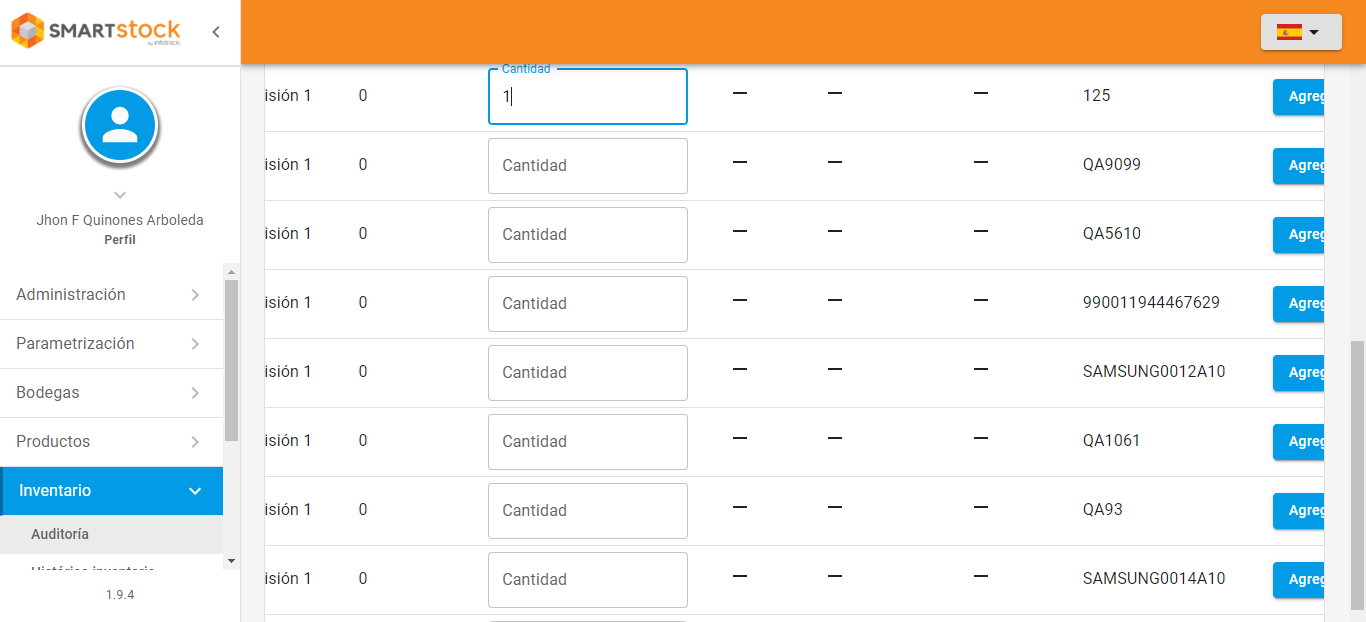 SMARTstock
by infotrack.
Jhon F Quinones Arboleda
Perfil
Administración
Parametrización
Bodegas
Productos
Inventario
Auditoría
Histórico inventario
1.9.4
Cantidad
isión 1 0 1 — — — 125 Agreg
isión 1 0 Cantidad — — — QA9099 Agreg
isión 1 0 Cantidad — — — QA5610 Agreg
isión 1 0 Cantidad — — — 990011944467629 Agreg
isión 1 0 Cantidad — — — SAMSUNG0012A10 Agreg
isión 1 0 Cantidad — — — QA1061 Agreg
isión 1 0 Cantidad — — — QA93 Agreg
isión 1 0 Cantidad — — — SAMSUNG0014A10 Agreg